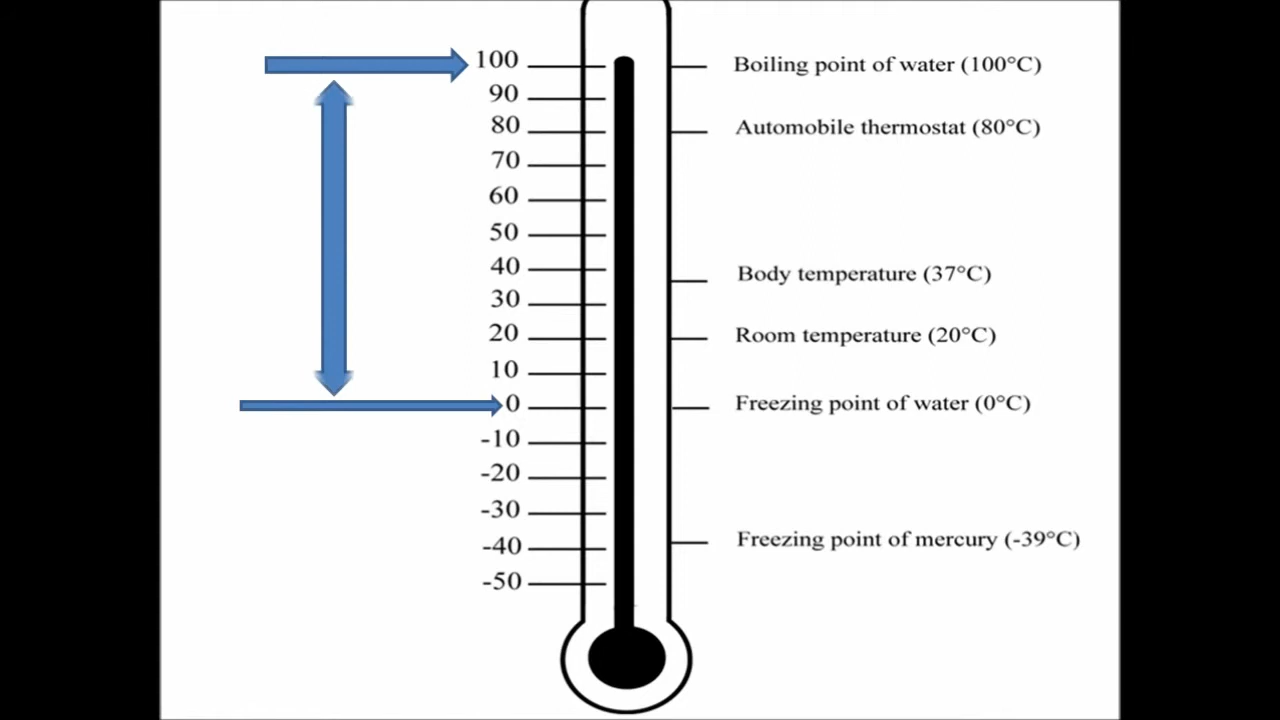 100 Boiling point of water (100°C)
90
80 Automobile thermostat (80°C)
70
60
50
40 Body temperature (37°C)
30
20 Room temperature (20°C)
10
0 Freezing point of water (0°C)
-10
-20
-30
-40 Freezing point of mercury (-39°C)
-50